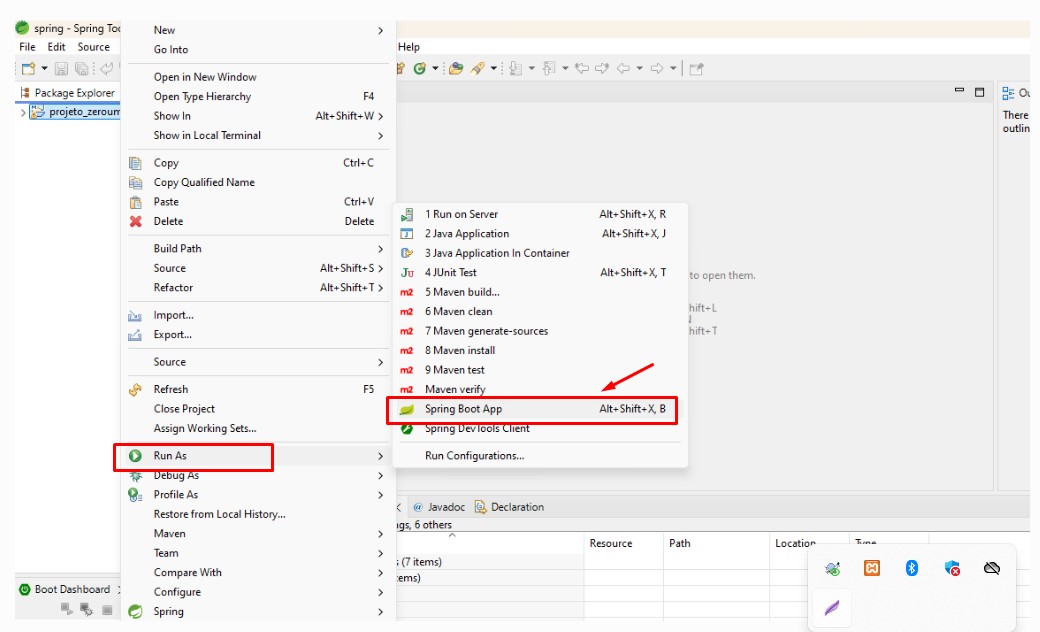 spring - Spring Too
File Edit Source
Help
Package Explorer
projeto_zeroum
New
Go Into
Open in New Window
Open Type Hierarchy F4
Show In Alt+Shift+W >
Show in Local Terminal
Copy Ctrl+C
Copy Qualified Name
Paste Ctrl+V
Delete Delete
Build Path
Source Alt+Shift+S >
Refactor Alt+Shift+T >
Import...
Export...
Source
Refresh F5
Close Project
Assign Working Sets...
Run As
Debug As
Profile As
Restore from Local History...
Maven
Team
Compare With
Configure
Spring
1 Run on Server Alt+Shift+X, R
2 Java Application Alt+Shift+X, J
3 Java Application In Container
4 JUnit Test Alt+Shift+X, T
5 Maven build...
6 Maven clean
7 Maven generate-sources
8 Maven install
9 Maven test
Maven verify
Spring Boot App Alt+Shift+X, B
Spring DevTools Client
Run Configurations...
to open them.
hift+L
N
hift+T
Ou
There
outlin
@ Javadoc Declaration
ngs, 6 others
Resource Path Location Type
s (7 items)
tems)
Boot Dashboard